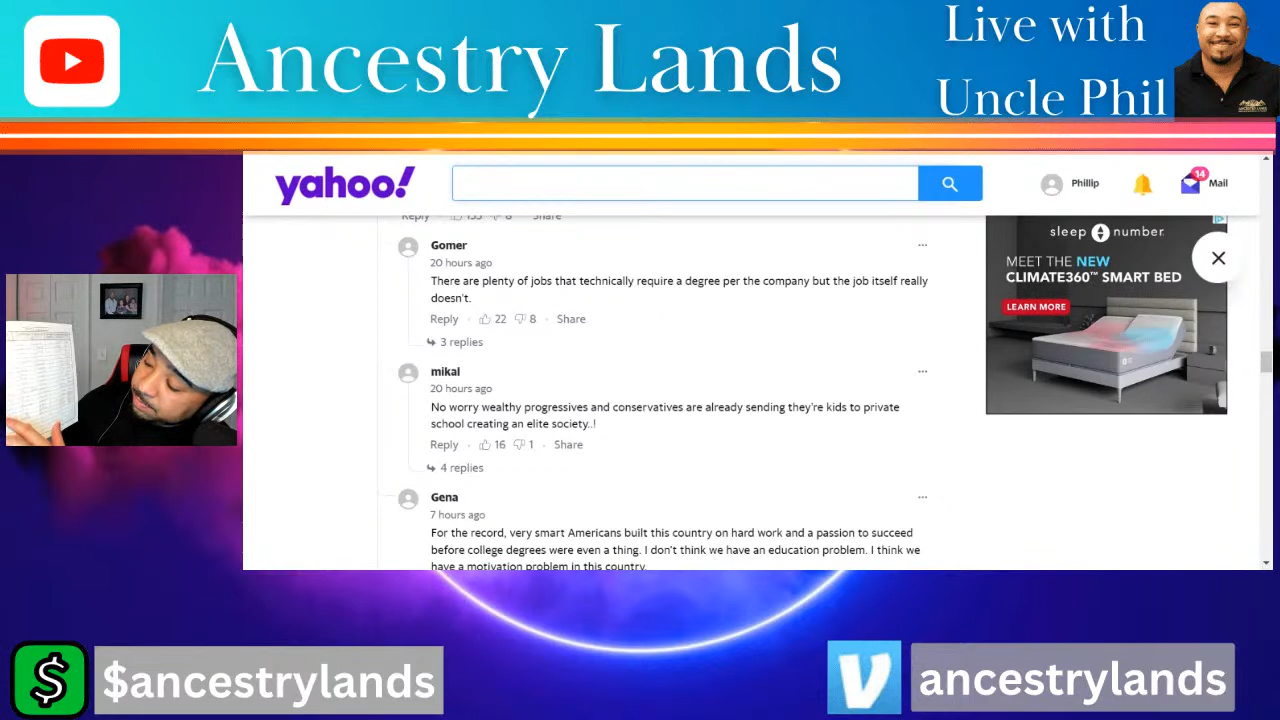 Ancestry Lands
Live with
Uncle Phil
yahoo!
Phillip
14
Mail
Reply 155 8 Share
Gomer
20 hours ago
There are plenty of jobs that technically require a degree per the company but the job itself really
doesn't.
Reply 22 8 Share
3 replies
mikal
20 hours ago
No worry wealthy progressives and conservatives are already sending they're kids to private
school creating an elite society..!
Reply 16 1 Share
4 replies
Gena
7 hours ago
For the record, very smart Americans built this country on hard work and a passion to succeed
before college degrees were even a thing. I don't think we have an education problem. I think we
have a motivation problem in this country.
sleep number
MEET THE NEW
CLIMATE360™ SMART BED
LEARN MORE
$ancestrylands
ancestrylands